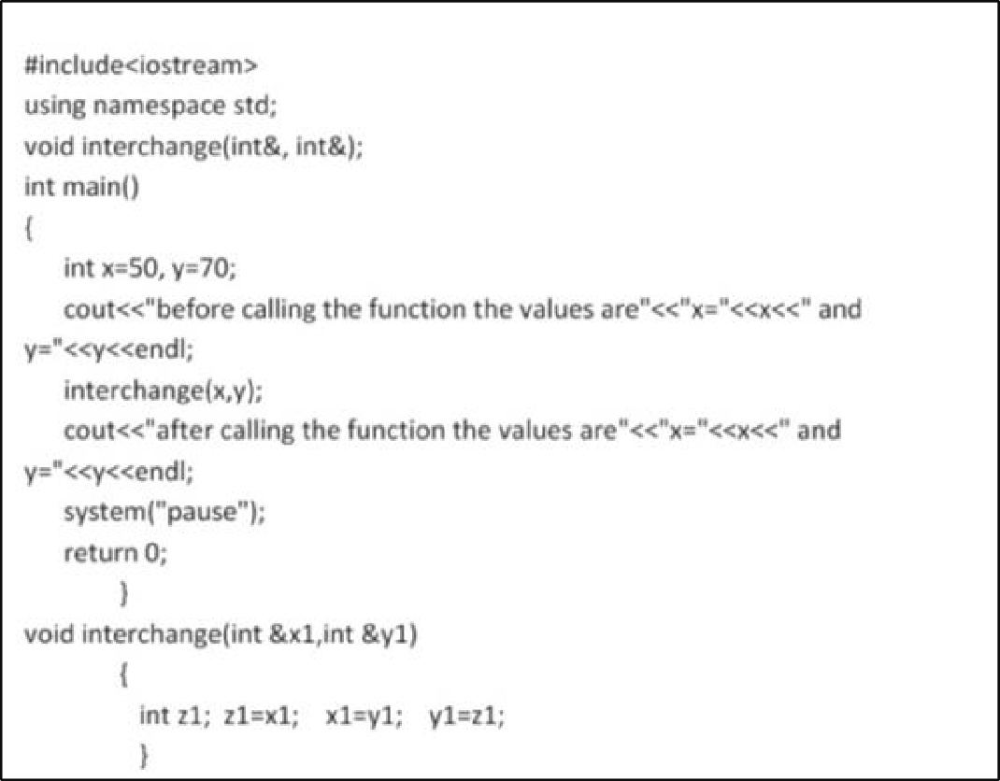 #include<iostream>
using namespace std;
void interchange(int&, int&);
int main()
{
int x=50, y=70;
cout<<"before calling the function the values are"<<"x="<<x<<" and
y="<<y<<endl;
interchange(x,y);
cout<<"after calling the function the values are"<<"x="<<x<<" and
y="<<y<<endl;
system("pause");
return 0;
}
void interchange(int &x1,int &y1)
{
int z1; z1=x1; x1=y1; y1=z1;
}